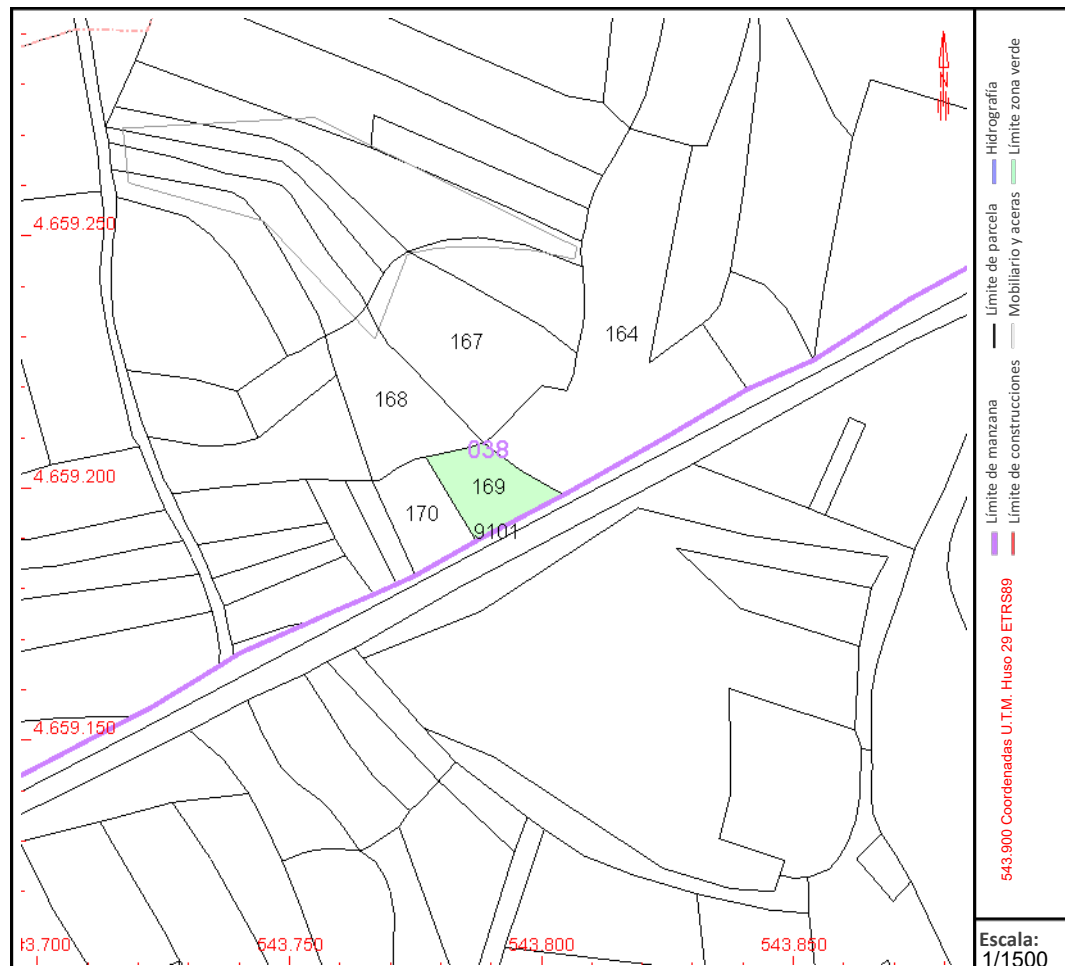 4.659.250
167
164
168
038
4.659.200
169
170
9101
4.659.150
3.700
543.750
543.800
543.850
N
Límite de manzana
Límite de parcela
Hidrografía
Límite de construcciones
Mobiliario y aceras
Límite zona verde
543.900 Coordenadas U.T.M. Huso 29 ETRS89
Escala:
1/1500